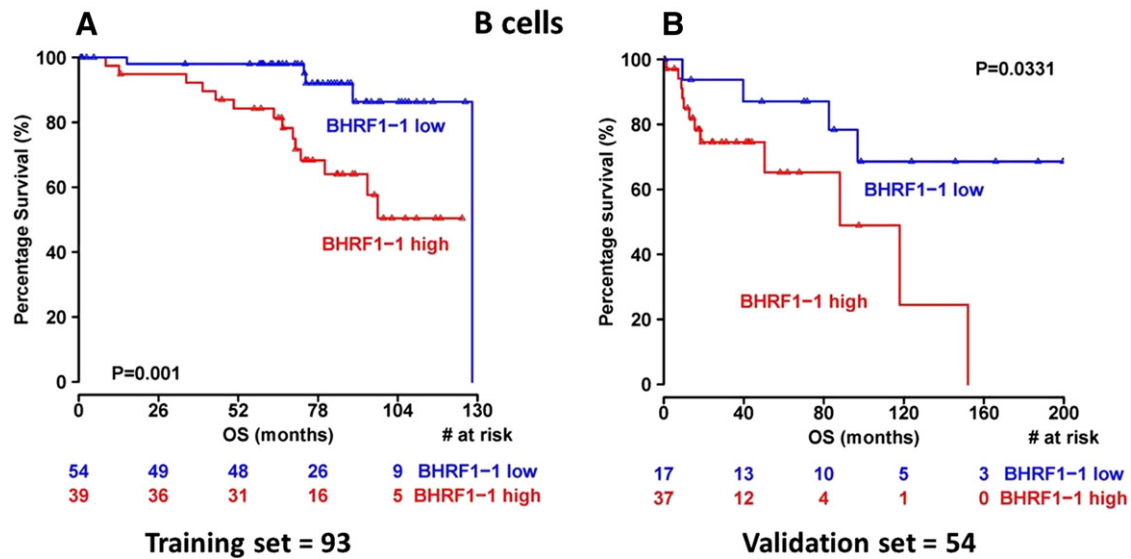 A
B cells
B
Percentage Survival (%)
100
80
60
40
20
0
BHRF1−1 low
BHRF1−1 high
P=0.001
0 26 52 78 104 130
OS (months) # at risk
54 49 48 26 9 BHRF1−1 low
39 36 31 16 5 BHRF1−1 high
Training set = 93
Percentage survival (%)
100
80
60
40
20
0
P=0.0331
BHRF1−1 low
BHRF1−1 high
0 40 80 120 160 200
OS (months) # at risk
17 13 10 5 3 BHRF1−1 low
37 12 4 1 0 BHRF1−1 high
Validation set = 54